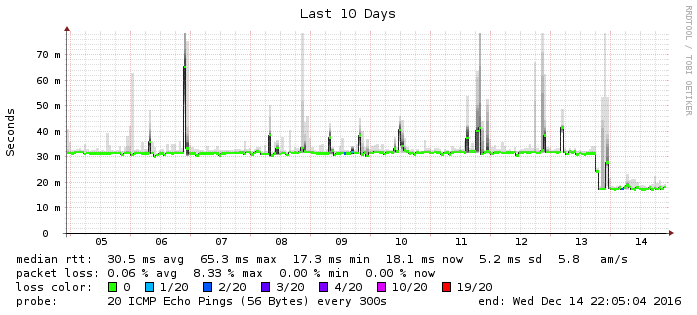 Last 10 Days
RRDTOOL / TOBI OETIKER
Seconds
70 m
60 m
50 m
40 m
30 m
20 m
10 m
0
05 06 07 08 09 10 11 12 13 14
median rtt: 30.5 ms avg 65.3 ms max 17.3 ms min 18.1 ms now 5.2 ms sd 5.8 am/s
packet loss: 0.06 % avg 8.33 % max 0.00 % min 0.00 % now
loss color: 0 1/20 2/20 3/20 4/20 10/20 19/20
probe: 20 ICMP Echo Pings (56 Bytes) every 300s end: Wed Dec 14 22:05:04 2016